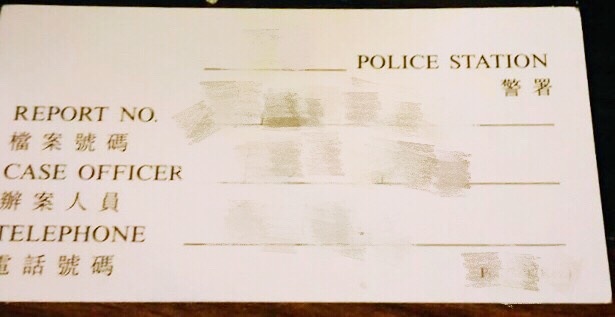 POLICE STATION
警署
REPORT NO.
檔案號碼
CASE OFFICER
辦案人員
TELEPHONE
電話號碼